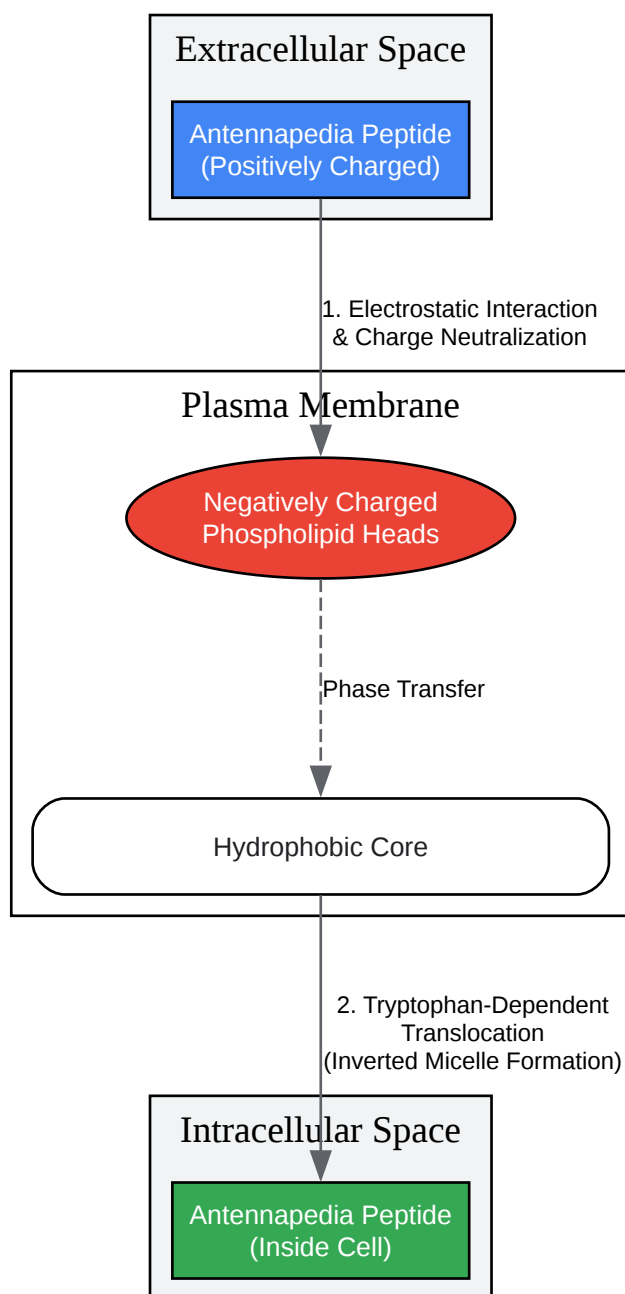 Extracellular Space
Antennapedia Peptide
(Positively Charged)
1. Electrostatic Interaction
& Charge Neutralization
Plasma Membrane
Negatively Charged
Phospholipid Heads
Phase Transfer
Hydrophobic Core
2. Tryptophan-Dependent
Translocation
(Inverted Micelle Formation)
Intracellular Space
Antennapedia Peptide
(Inside Cell)